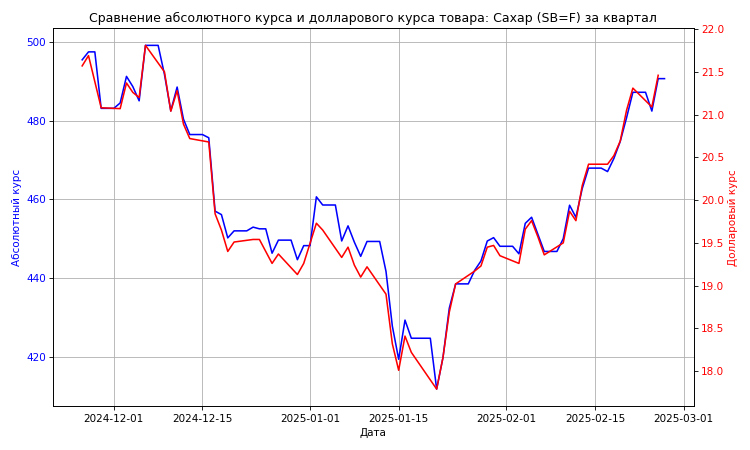 Сравнение абсолютного курса и долларового курса товара: Сахар (SB=F) за квартал
500
480
460
440
420
Абсолютный курс
22.0
21.5
21.0
20.5
20.0
19.5
19.0
18.5
18.0
Долларовый курс
2024-12-01 2024-12-15 2025-01-01 2025-01-15 2025-02-01 2025-02-15 2025-03-01
Дата